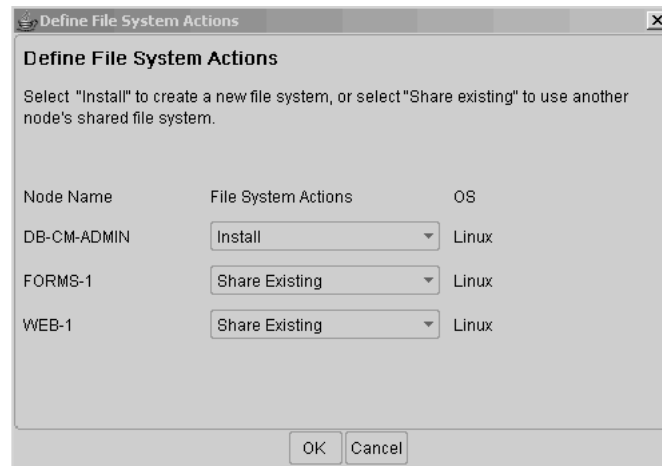 Define File System Actions
Define File System Actions
Select "Install" to create a new file system, or select "Share existing" to use another
node's shared file system.
Node Name File System Actions OS
DB-CM-ADMIN Install Linux
FORMS-1 Share Existing Linux
WEB-1 Share Existing Linux
OK Cancel